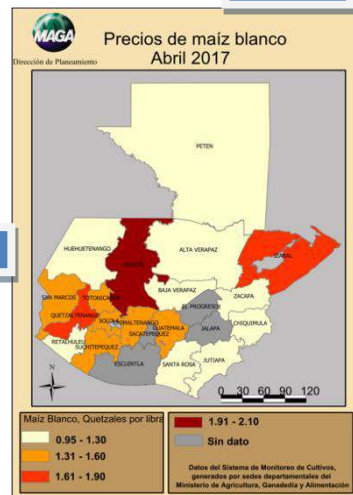 MAGA
Precios de maíz blanco
Abril 2017
Dirección de Planeamiento
PETEN
HUEHUETENANGO
ALTA VERAPAZ
IZABAL
SAN MARCOS
TOTONICAPAN
BAJA VERAPAZ
ZACAPA
QUETZALTENANGO
EL PROGRESO
SOLOLA
CHIMALTENANGO
GUATEMALA
JALAPA
CHIQUIMULA
SACATEPEQUEZ
RETALHULEU
SUCHITEPEQUEZ
ESCUINTLA
SANTA ROSA
JUTIAPA
N
0 30 60 90 120
Maíz Blanco, Quetzales por libra
0.95 - 1.30
1.31 - 1.60
1.61 - 1.90
1.91 - 2.10
Sin dato
Datos del Sistema de Monitoreo de Cultivos,
generados por sedes departamentales del
Ministerio de Agricultura, Ganadedía y Alimentación